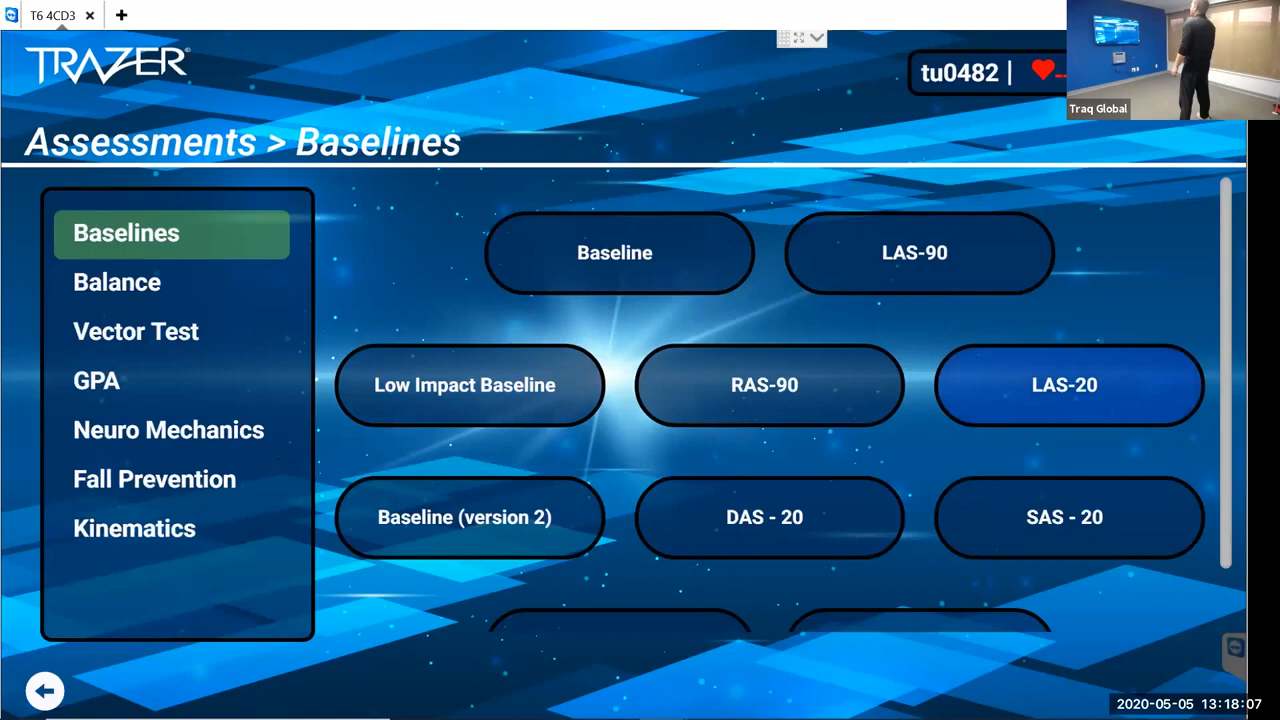 T6 4CD3
TRAZER
tu0482 | --
Traq Global
Assessments > Baselines
Baselines
Balance
Vector Test
GPA
Neuro Mechanics
Fall Prevention
Kinematics
Baseline
LAS-90
Low Impact Baseline
RAS-90
LAS-20
Baseline (version 2)
DAS - 20
SAS - 20
2020-05-05 13:18:07